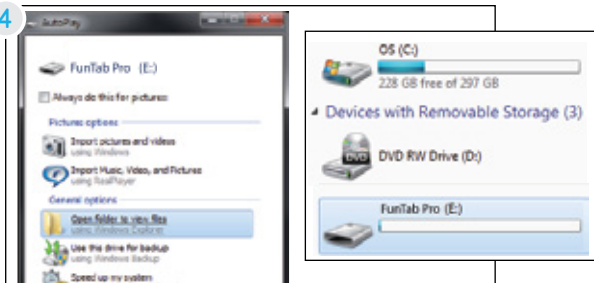 4
AutoPlay
FunTab Pro (E:)
Always do this for pictures:
Pictures options
Import pictures and videos
using Windows
Import Music, Video, and Pictures
using RealPlayer
General options
Open folder to view files
using Windows Explorer
Use this drive for backup
using Windows Backup
Speed up my system
OS (C:)
228 GB free of 297 GB
Devices with Removable Storage (3)
DVD
DVD RW Drive (D:)
FunTab Pro (E:)